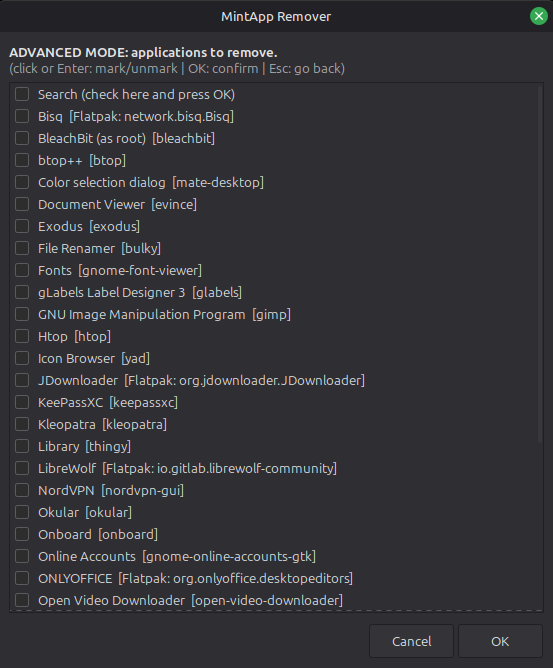 MintApp Remover
ADVANCED MODE: applications to remove.
(click or Enter: mark/unmark | OK: confirm | Esc: go back)
Search (check here and press OK)
Bisq [Flatpak: network.bisq.Bisq]
BleachBit (as root) [bleachbit]
btop++ [btop]
Color selection dialog [mate-desktop]
Document Viewer [evince]
Exodus [exodus]
File Renamer [bulky]
Fonts [gnome-font-viewer]
gLabels Label Designer 3 [glabels]
GNU Image Manipulation Program [gimp]
Htop [htop]
Icon Browser [yad]
JDownloader [Flatpak: org.jdownloader.JDownloader]
KeePassXC [keepassxc]
Kleopatra [kleopatra]
Library [thingy]
LibreWolf [Flatpak: io.gitlab.librewolf-community]
NordVPN [nordvpn-gui]
Okular [okular]
Onboard [onboard]
Online Accounts [gnome-online-accounts-gtk]
ONLYOFFICE [Flatpak: org.onlyoffice.desktopeditors]
Open Video Downloader [open-video-downloader]
Cancel OK